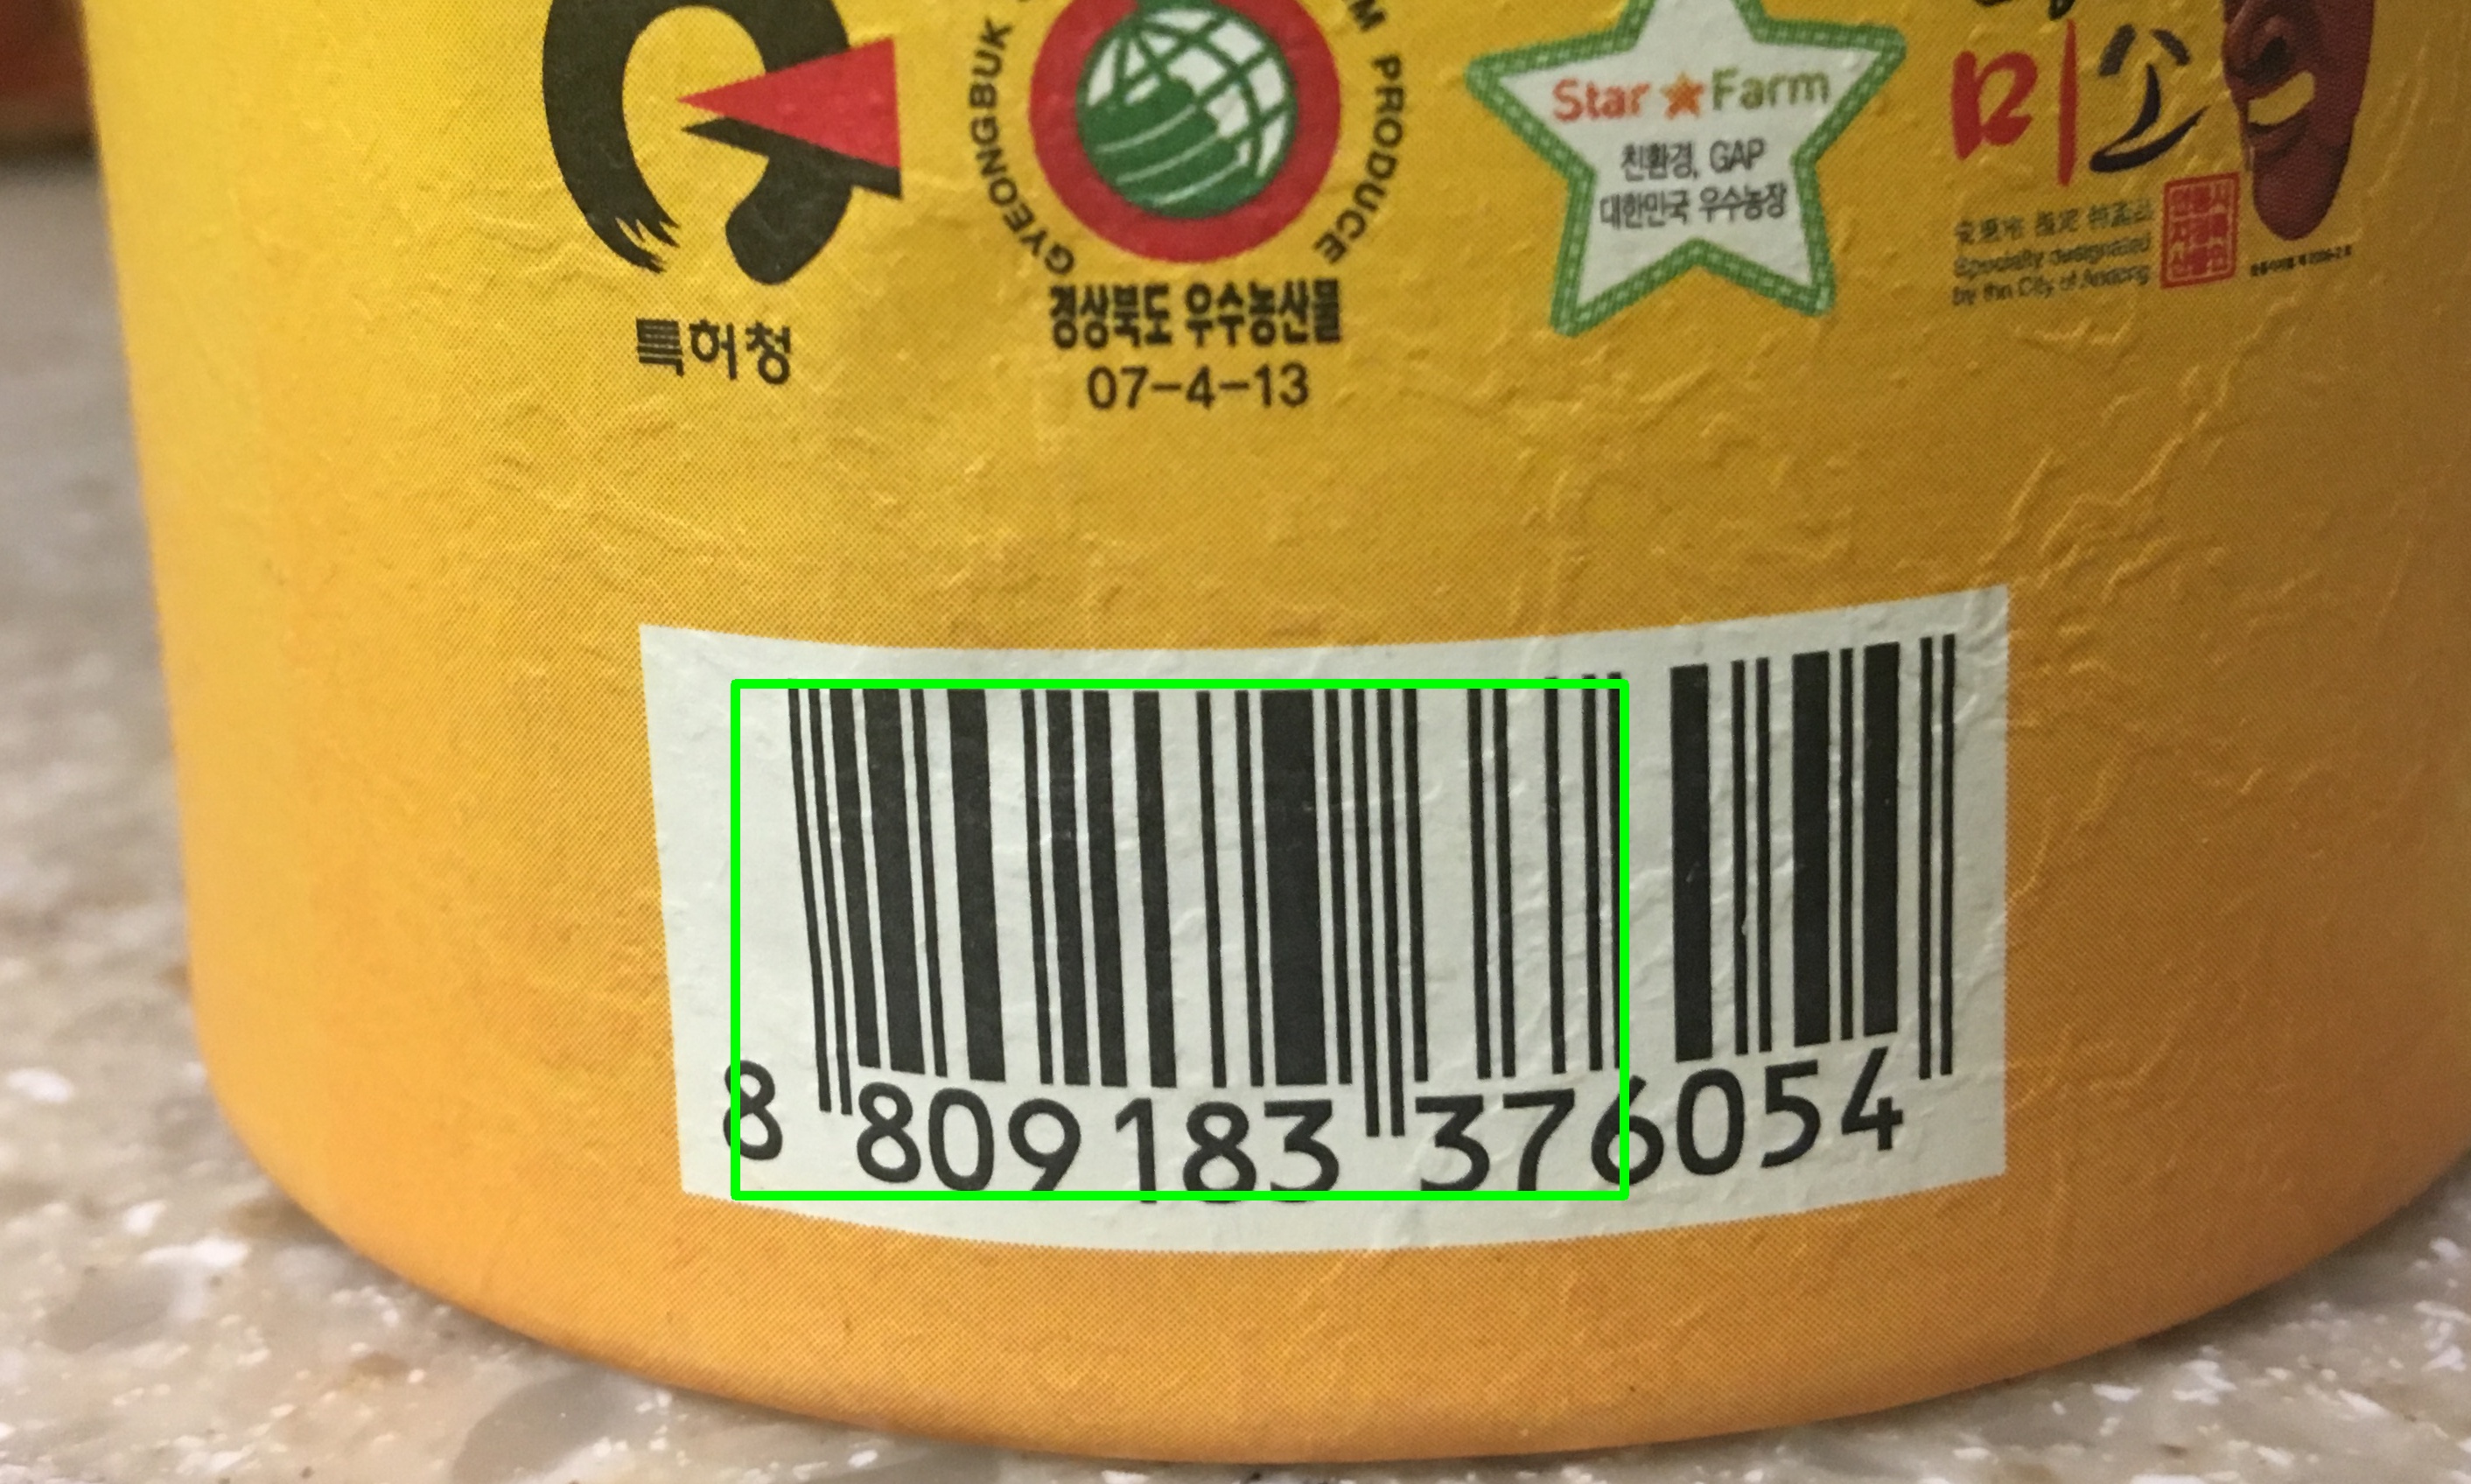 GYEONGBUK
M PRODUCE
특허청
경상북도 우수농산물
07-4-13
Star Farm
친환경, GAP
대한민국 우수농장
미소
Specially designated
by the City of Andong
8 809183 376054